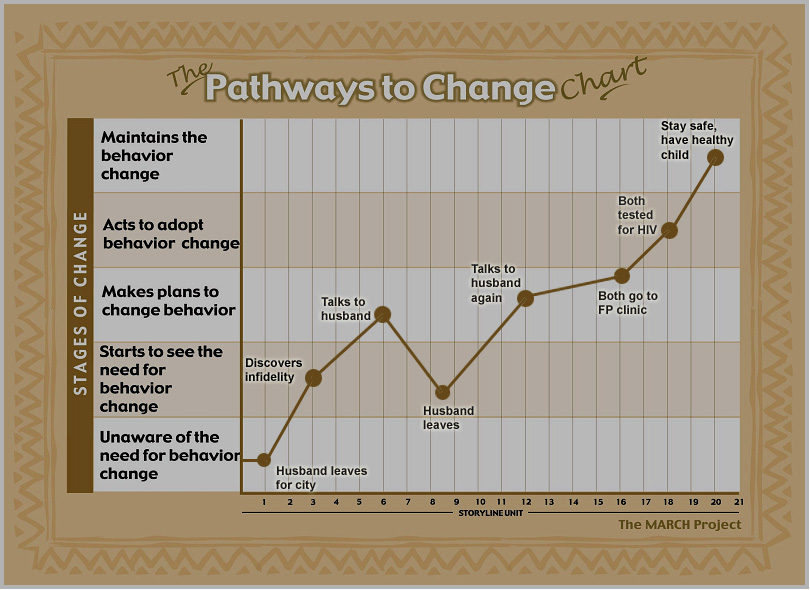 The Pathways to Change Chart
STAGES OF CHANGE
Maintains the
behavior
change
Acts to adopt
behavior change
Makes plans to
change behavior
Starts to see the
need for
behavior
change
Unaware of the
need for behavior
change
Husband leaves
for city
Discovers
infidelity
Talks to
husband
Husband
leaves
Talks to
husband
again
Both go to
FP clinic
Both
tested
for HIV
Stay safe,
have healthy
child
1 2 3 4 5 6 7 8 9 10 11 12 13 14 15 16 17 18 19 20 21
STORYLINE UNIT
The MARCH Project